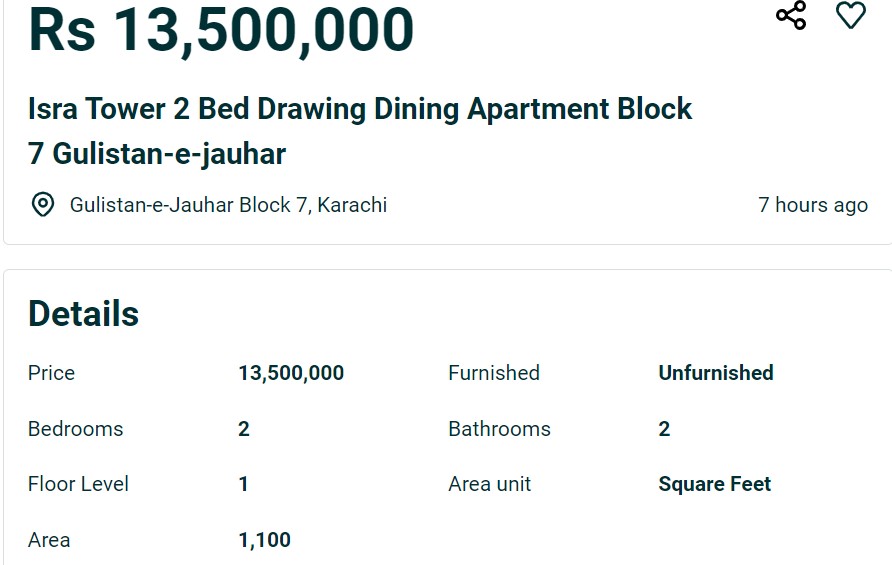 Rs 13,500,000
Isra Tower 2 Bed Drawing Dining Apartment Block
7 Gulistan-e-jauhar
Gulistan-e-Jauhar Block 7, Karachi 7 hours ago
Details
Price 13,500,000 Furnished Unfurnished
Bedrooms 2 Bathrooms 2
Floor Level 1 Area unit Square Feet
Area 1,100